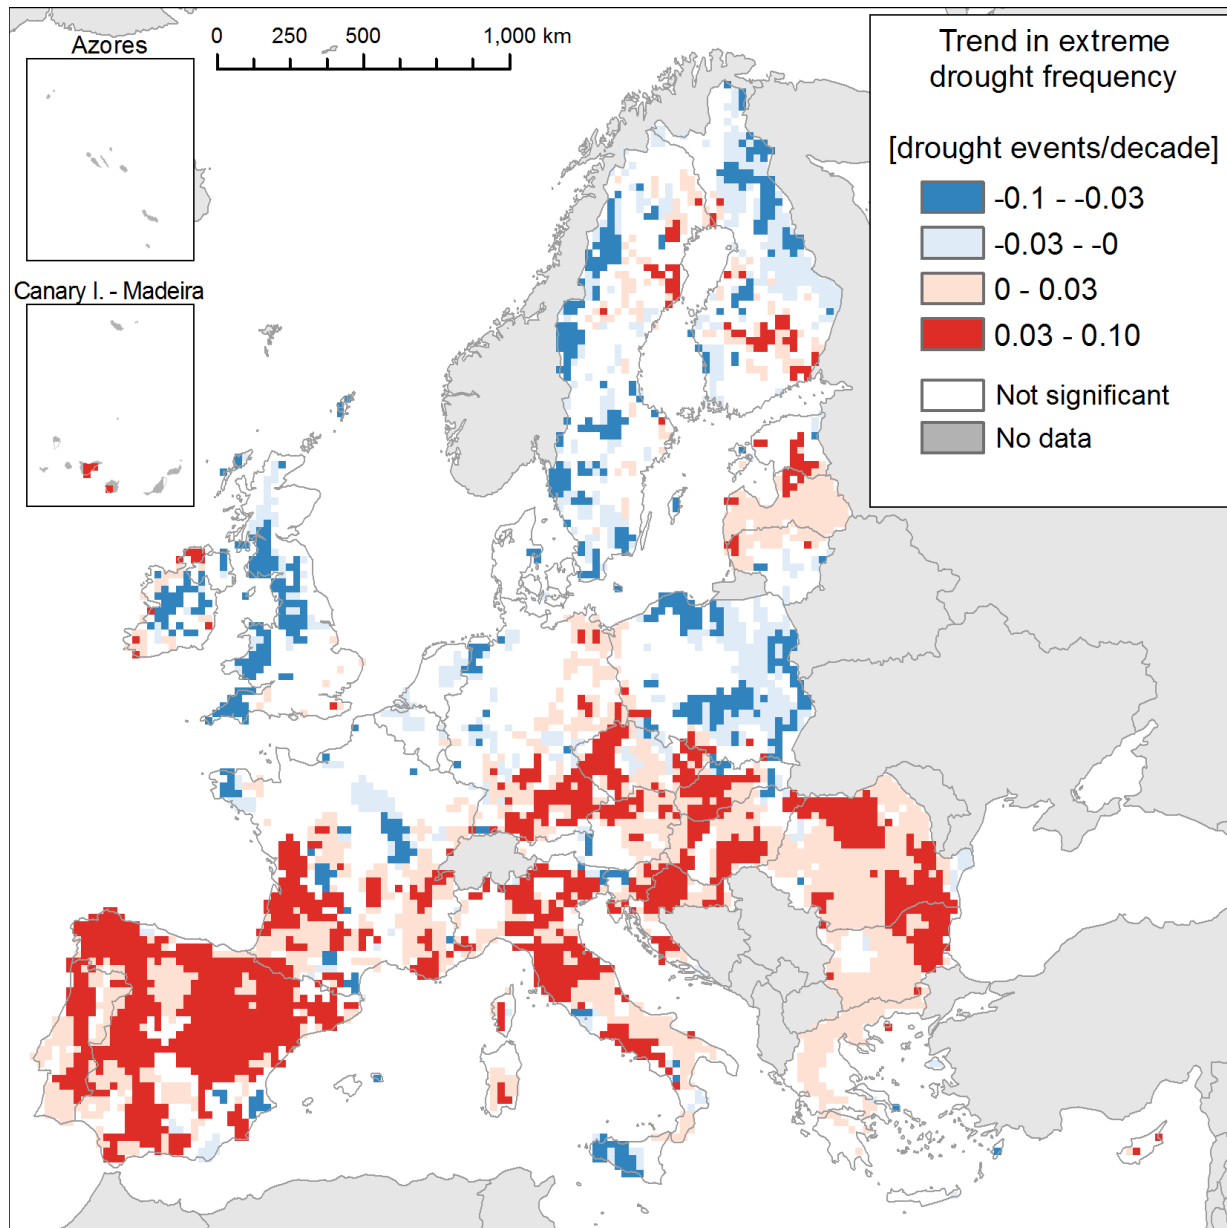 Azores
0 250 500 1,000 km
Canary I. - Madeira
Trend in extreme
drought frequency
[drought events/decade]
-0.1 - -0.03
-0.03 - -0
0 - 0.03
0.03 - 0.10
Not significant
No data